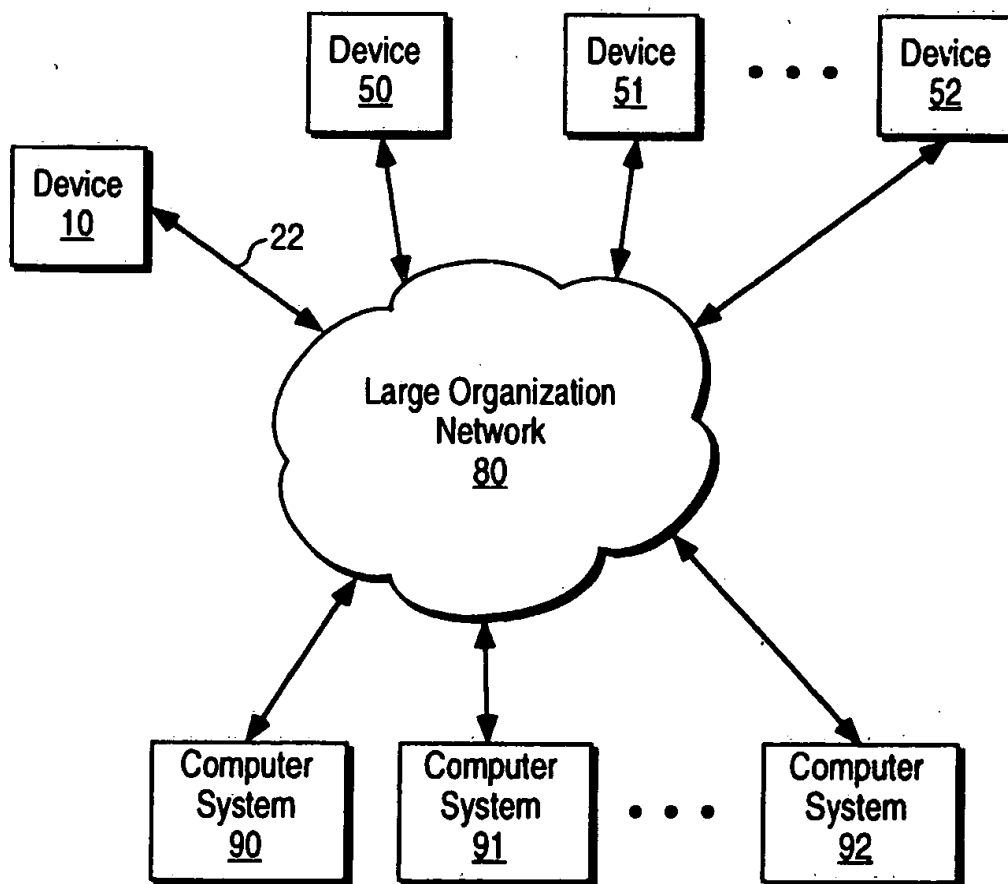 Device
50
Device
51
Device
52
Device
10
22
Large Organization
Network
80
Computer
System
90
Computer
System
91
Computer
System
92